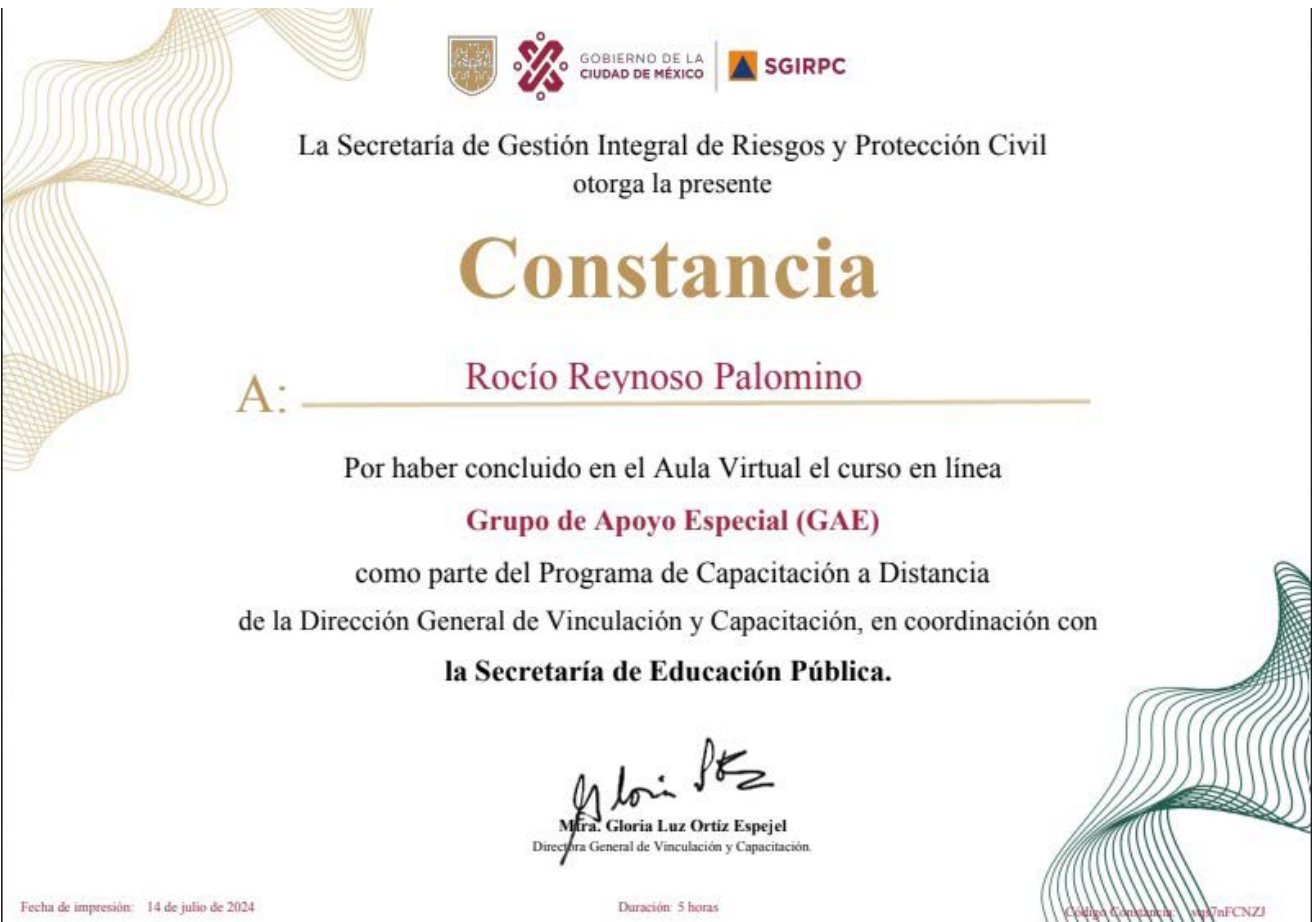 GOBIERNO DE LA
CIUDAD DE MÉXICO
SGIRPC
La Secretaría de Gestión Integral de Riesgos y Protección Civil
otorga la presente
Constancia
A: Rocío Reynoso Palomino
Por haber concluido en el Aula Virtual el curso en línea
Grupo de Apoyo Especial (GAE)
como parte del Programa de Capacitación a Distancia
de la Dirección General de Vinculación y Capacitación, en coordinación con
la Secretaría de Educación Pública.
Mtra. Gloria Luz Ortíz Espejel
Directora General de Vinculación y Capacitación.
Fecha de impresión: 14 de julio de 2024
Duración: 5 horas
Código Constancia: